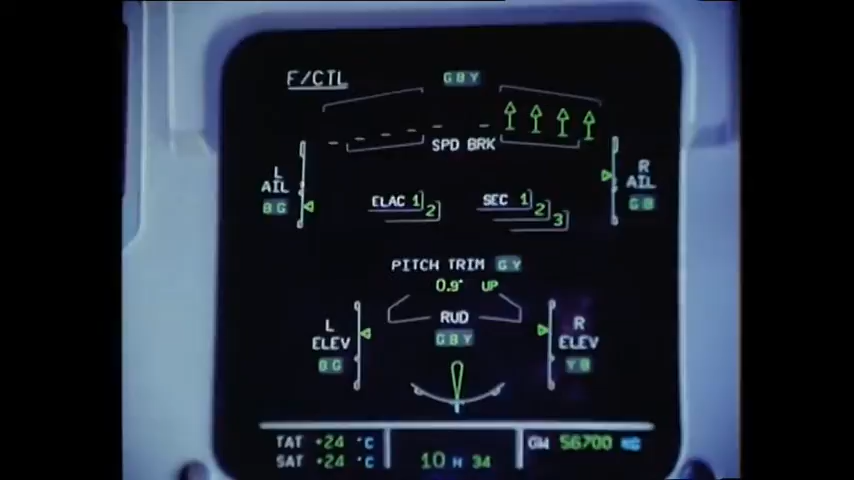 F/CTL
G B Y
SPD BRK
L
AIL
B G
R
AIL
G B
ELAC 1 2
SEC 1 2 3
PITCH TRIM G Y
0.9° UP
RUD
G B Y
L
ELEV
B G
R
ELEV
Y B
TAT +24 °C
SAT +24 °C
10 H 34
GW 56700 KG